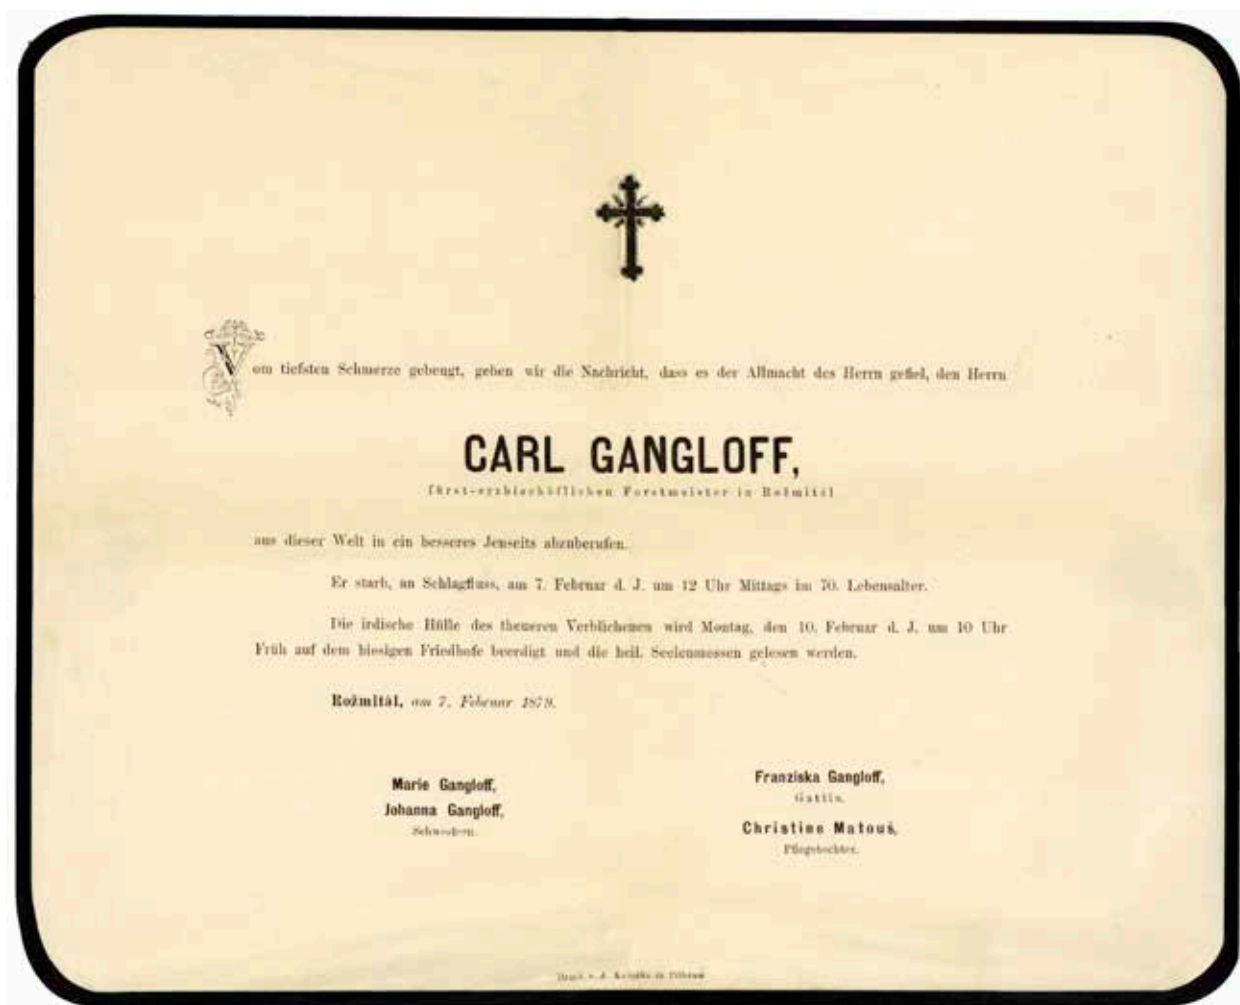 Vom tiefsten Schmerze gebeugt, geben wir die Nachricht, dass es der Allmacht des Herrn gefiel, den Herrn
CARL GANGLOFF,
fürst-erzbischöflichen Forstmeister in Rožmitál
aus dieser Welt in ein besseres Jenseits abzuberufen.
Er starb, an Schlagfluss, am 7. Februar d. J. um 12 Uhr Mittags im 70. Lebensalter.
Die irdische Hülle des theueren Verblichenen wird Montag, den 10. Februar d. J. um 10 Uhr
Früh auf dem hiesigen Friedhofe beerdigt und die heil. Seelenmessen gelesen werden.
Rožmitál, am 7. Februar 1879.
Marie Gangloff,
Johanna Gangloff,
Schwestern.
Franziska Gangloff,
Gattin.
Christine Matouš,
Pflegetochter.
Druck v. J.